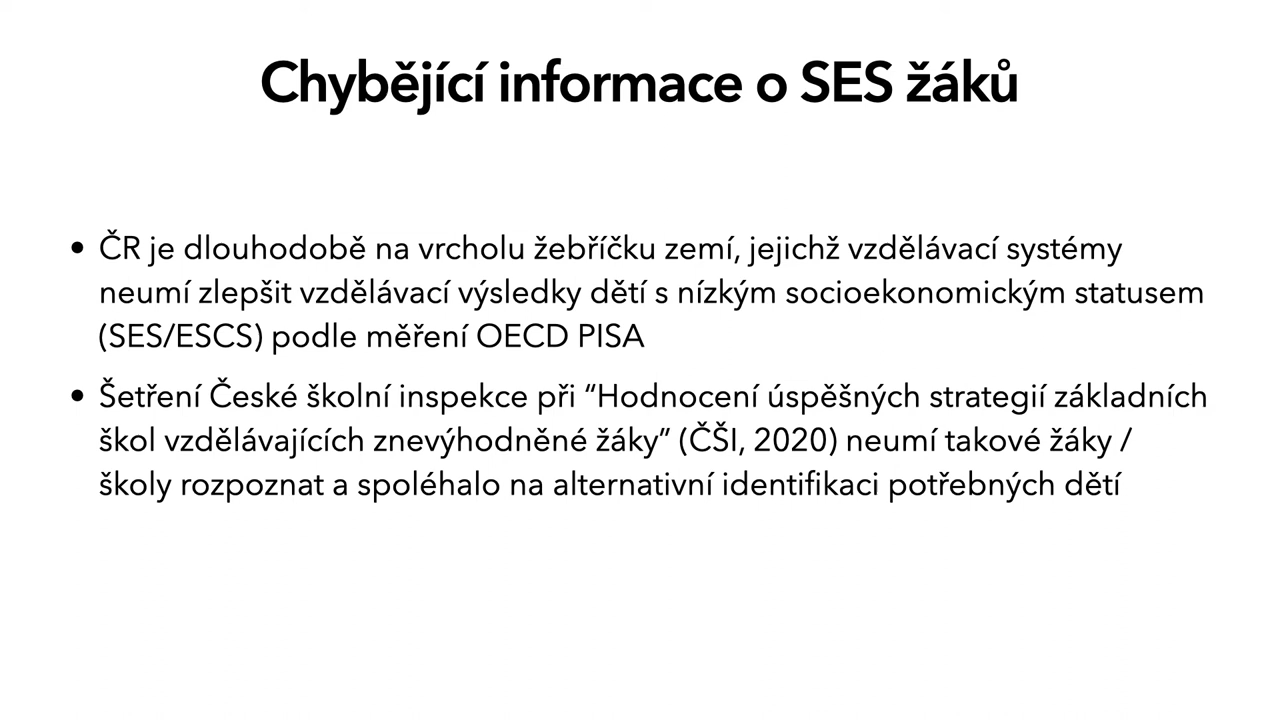 Chybějící informace o SES žáků
• ČR je dlouhodobě na vrcholu žebříčku zemí, jejichž vzdělávací systémy
neumí zlepšit vzdělávací výsledky dětí s nízkým socioekonomickým statusem
(SES/ESCS) podle měření OECD PISA
• Šetření České školní inspekce při “Hodnocení úspěšných strategií základních
škol vzdělávajících znevýhodněné žáky” (ČŠI, 2020) neumí takové žáky /
školy rozpoznat a spoléhalo na alternativní identifikaci potřebných dětí